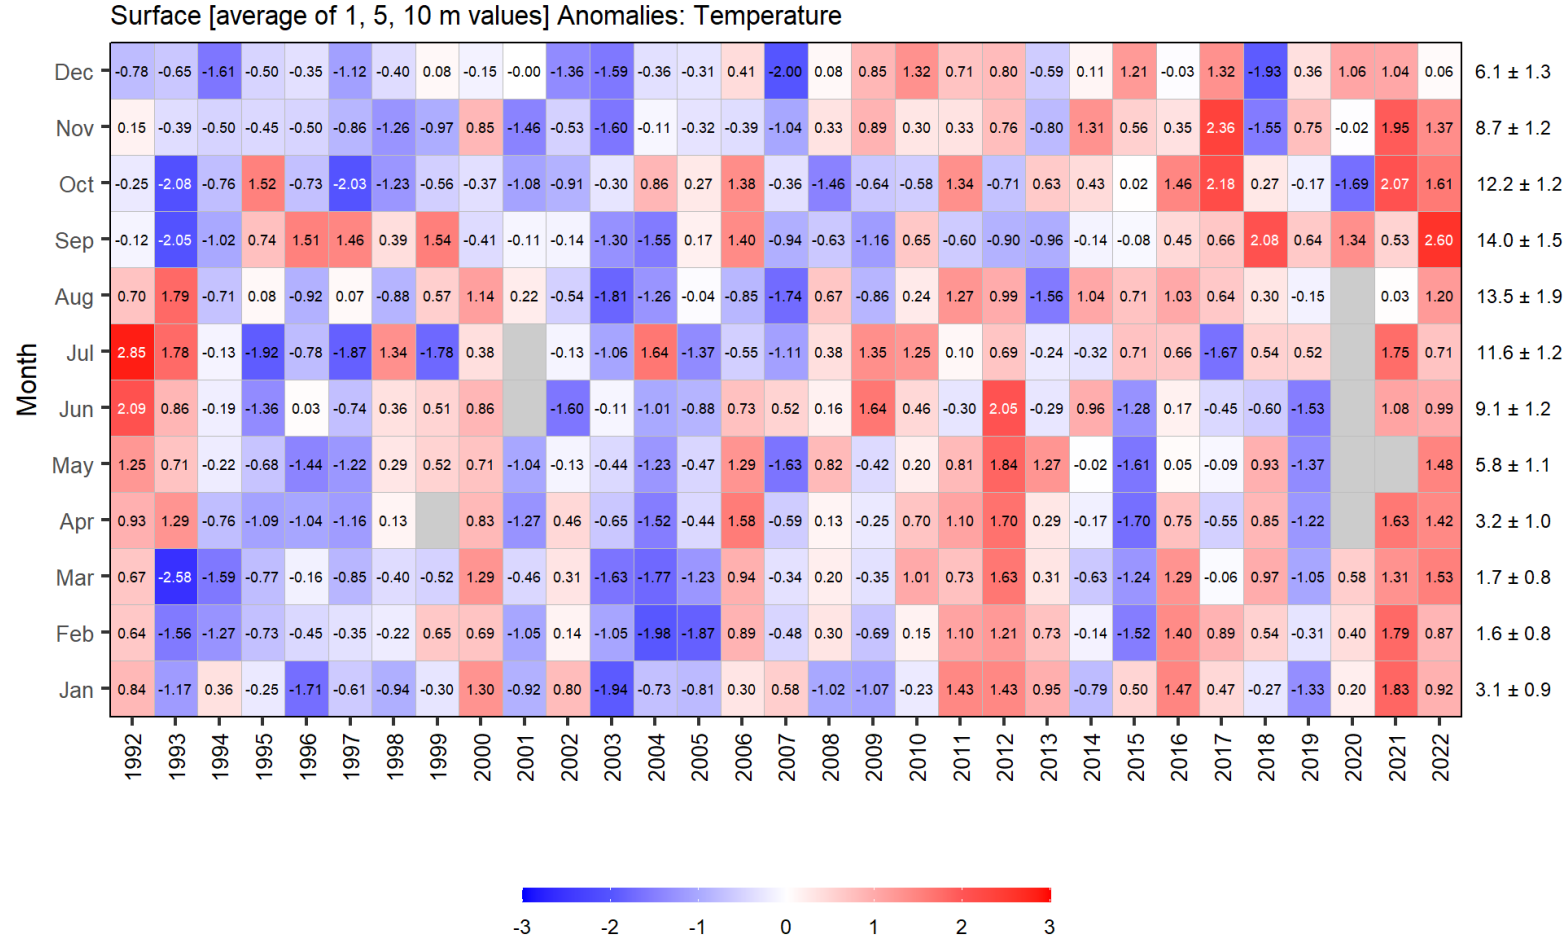 Surface [average of 1, 5, 10 m values] Anomalies: Temperature
Dec -0.78 -0.65 -1.61 -0.50 -0.35 -1.12 -0.40 0.08 -0.15 -0.00 -1.36 -1.59 -0.36 -0.31 0.41 -2.00 0.08 0.85 1.32 0.71 0.80 -0.59 0.11 1.21 -0.03 1.32 -1.93 0.36 1.06 1.04 0.06 6.1 ± 1.3
Nov 0.15 -0.39 -0.50 -0.45 -0.50 -0.86 -1.26 -0.97 0.85 -1.46 -0.53 -1.60 -0.11 -0.32 -0.39 -1.04 0.33 0.89 0.30 0.33 0.76 -0.80 1.31 0.56 0.35 2.36 -1.55 0.75 -0.02 1.95 1.37 8.7 ± 1.2
Oct -0.25 -2.08 -0.76 1.52 -0.73 -2.03 -1.23 -0.56 -0.37 -1.08 -0.91 -0.30 0.86 0.27 1.38 -0.36 -1.46 -0.64 -0.58 1.34 -0.71 0.63 0.43 0.02 1.46 2.18 0.27 -0.17 -1.69 2.07 1.61 12.2 ± 1.2
Sep -0.12 -2.05 -1.02 0.74 1.51 1.46 0.39 1.54 -0.41 -0.11 -0.14 -1.30 -1.55 0.17 1.40 -0.94 -0.63 -1.16 0.65 -0.60 -0.90 -0.96 -0.14 -0.08 0.45 0.66 2.08 0.64 1.34 0.53 2.60 14.0 ± 1.5
Aug 0.70 1.79 -0.71 0.08 -0.92 0.07 -0.88 0.57 1.14 0.22 -0.54 -1.81 -1.26 -0.04 -0.85 -1.74 0.67 -0.86 0.24 1.27 0.99 -1.56 1.04 0.71 1.03 0.64 0.30 -0.15 0.03 1.20 13.5 ± 1.9
Jul 2.85 1.78 -0.13 -1.92 -0.78 -1.87 1.34 -1.78 0.38 -0.13 -1.06 1.64 -1.37 -0.55 -1.11 0.38 1.35 1.25 0.10 0.69 -0.24 -0.32 0.71 0.66 -1.67 0.54 0.52 1.75 0.71 11.6 ± 1.2
Jun 2.09 0.86 -0.19 -1.36 0.03 -0.74 0.36 0.51 0.86 -1.60 -0.11 -1.01 -0.88 0.73 0.52 0.16 1.64 0.46 -0.30 2.05 -0.29 0.96 -1.28 0.17 -0.45 -0.60 -1.53 1.08 0.99 9.1 ± 1.2
May 1.25 0.71 -0.22 -0.68 -1.44 -1.22 0.29 0.52 0.71 -1.04 -0.13 -0.44 -1.23 -0.47 1.29 -1.63 0.82 -0.42 0.20 0.81 1.84 1.27 -0.02 -1.61 0.05 -0.09 0.93 -1.37 1.48 5.8 ± 1.1
Apr 0.93 1.29 -0.76 -1.09 -1.04 -1.16 0.13 0.83 -1.27 0.46 -0.65 -1.52 -0.44 1.58 -0.59 0.13 -0.25 0.70 1.10 1.70 0.29 -0.17 -1.70 0.75 -0.55 0.85 -1.22 1.63 1.42 3.2 ± 1.0
Mar 0.67 -2.58 -1.59 -0.77 -0.16 -0.85 -0.40 -0.52 1.29 -0.46 0.31 -1.63 -1.77 -1.23 0.94 -0.34 0.20 -0.35 1.01 0.73 1.63 0.31 -0.63 -1.24 1.29 -0.06 0.97 -1.05 0.58 1.31 1.53 1.7 ± 0.8
Feb 0.64 -1.56 -1.27 -0.73 -0.45 -0.35 -0.22 0.65 0.69 -1.05 0.14 -1.05 -1.98 -1.87 0.89 -0.48 0.30 -0.69 0.15 1.10 1.21 0.73 -0.14 -1.52 1.40 0.89 0.54 -0.31 0.40 1.79 0.87 1.6 ± 0.8
Jan 0.84 -1.17 0.36 -0.25 -1.71 -0.61 -0.94 -0.30 1.30 -0.92 0.80 -1.94 -0.73 -0.81 0.30 0.58 -1.02 -1.07 -0.23 1.43 1.43 0.95 -0.79 0.50 1.47 0.47 -0.27 -1.33 0.20 1.83 0.92 3.1 ± 0.9
Month
1992 1993 1994 1995 1996 1997 1998 1999 2000 2001 2002 2003 2004 2005 2006 2007 2008 2009 2010 2011 2012 2013 2014 2015 2016 2017 2018 2019 2020 2021 2022
-3 -2 -1 0 1 2 3